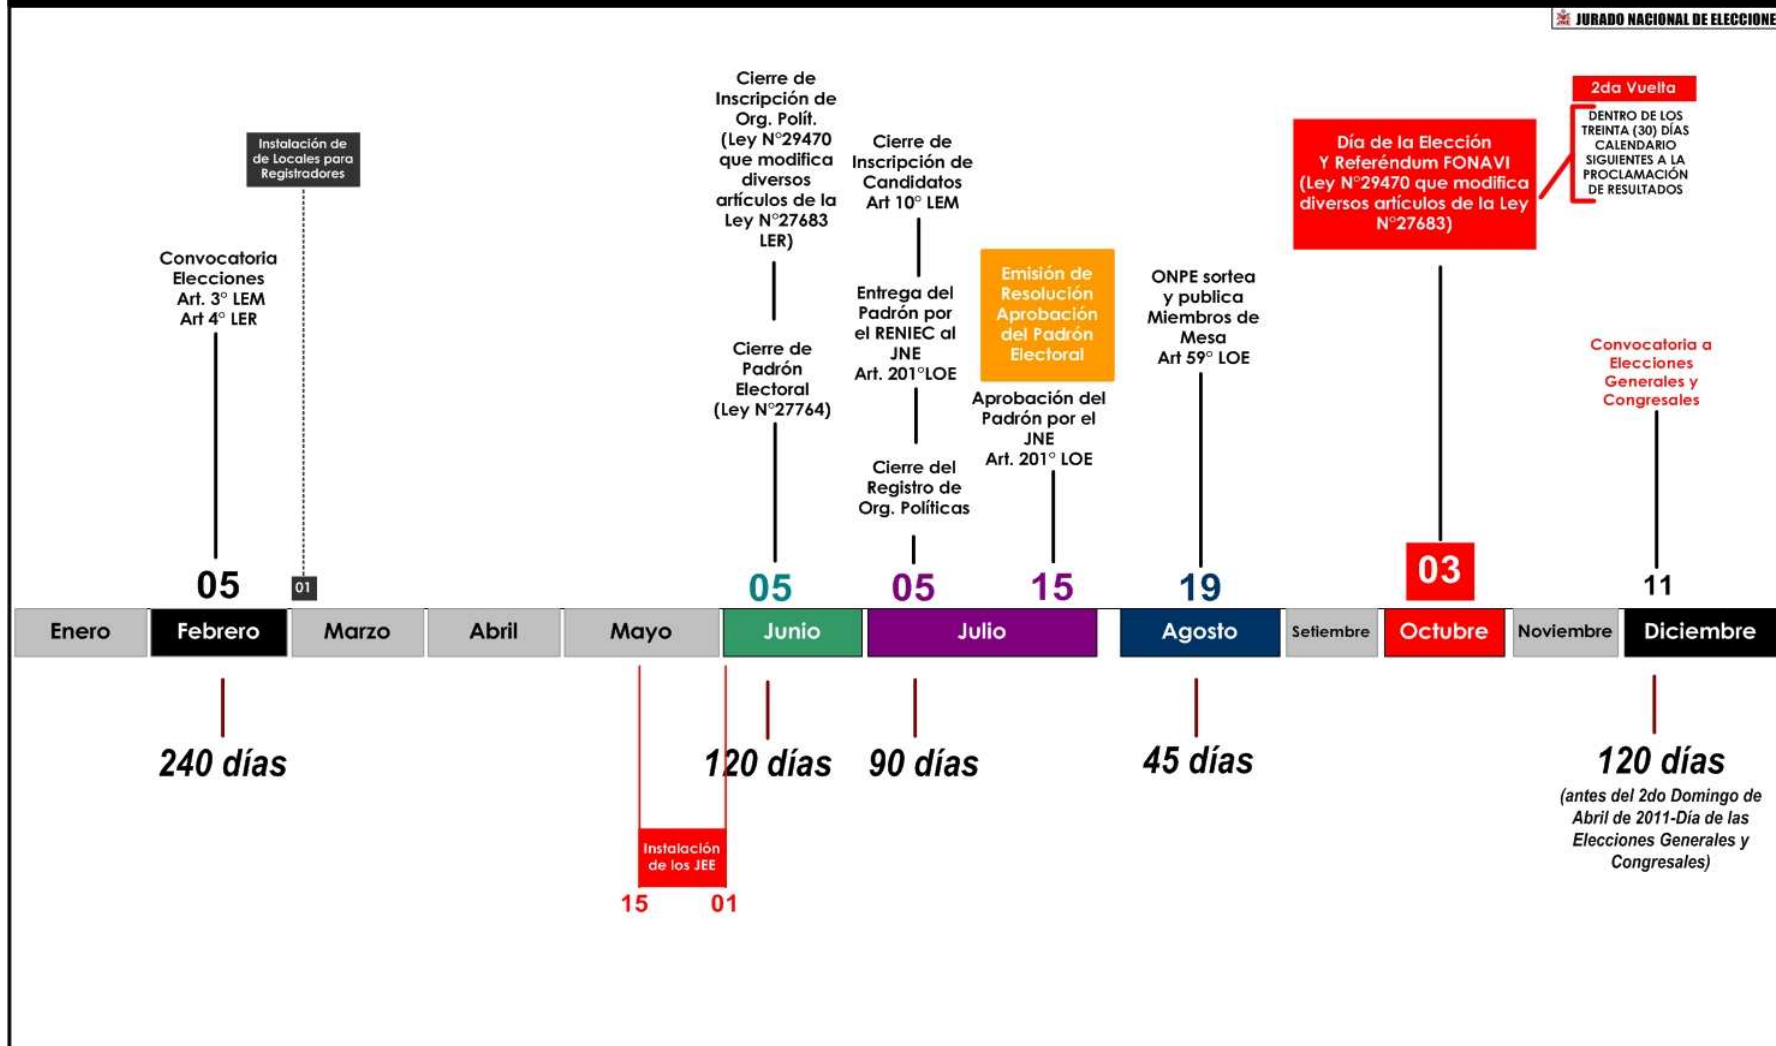 JURADO NACIONAL DE ELECCIONE
Instalación de
de Locales para
Registradores
Convocatoria
Elecciones
Art. 3° LEM
Art 4° LER
Cierre de
Inscripción de
Org. Polít.
(Ley N°29470
que modifica
diversos
artículos de la
Ley N°27683
LER)
Cierre de
Padrón
Electoral
(Ley N°27764)
Cierre de
Inscripción de
Candidatos
Art 10° LEM
Entrega del
Padrón por
el RENIEC al
JNE
Art. 201°LOE
Cierre del
Registro de
Org. Políticas
Emisión de
Resolución
Aprobación
del Padrón
Electoral
Aprobación del
Padrón por el
JNE
Art. 201° LOE
ONPE sortea
y publica
Miembros de
Mesa
Art 59° LOE
Día de la Elección
Y Referéndum FONAVI
(Ley N°29470 que modifica
diversos artículos de la Ley
N°27683)
2da Vuelta
DENTRO DE LOS
TREINTA (30) DÍAS
CALENDARIO
SIGUIENTES A LA
PROCLAMACIÓN
DE RESULTADOS
Convocatoria a
Elecciones
Generales y
Congresales
05
01
05
05
15
19
03
11
Enero
Febrero
Marzo
Abril
Mayo
Junio
Julio
Agosto
Setiembre
Octubre
Noviembre
Diciembre
240 días
120 días
90 días
45 días
120 días
(antes del 2do Domingo de
Abril de 2011-Día de las
Elecciones Generales y
Congresales)
Instalación
de los JEE
15
01